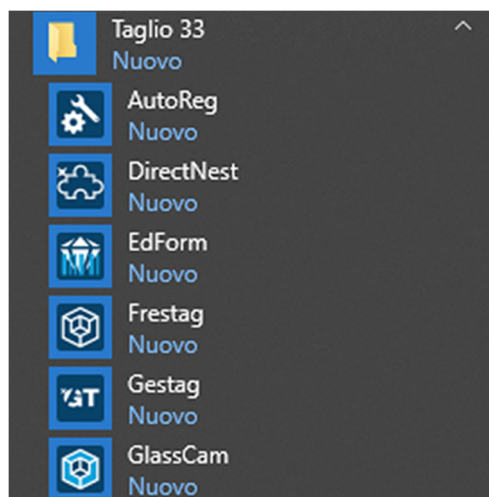 Taglio 33
Nuovo
AutoReg
Nuovo
DirectNest
Nuovo
EdForm
Nuovo
Frestag
Nuovo
Gestag
Nuovo
GlassCam
Nuovo